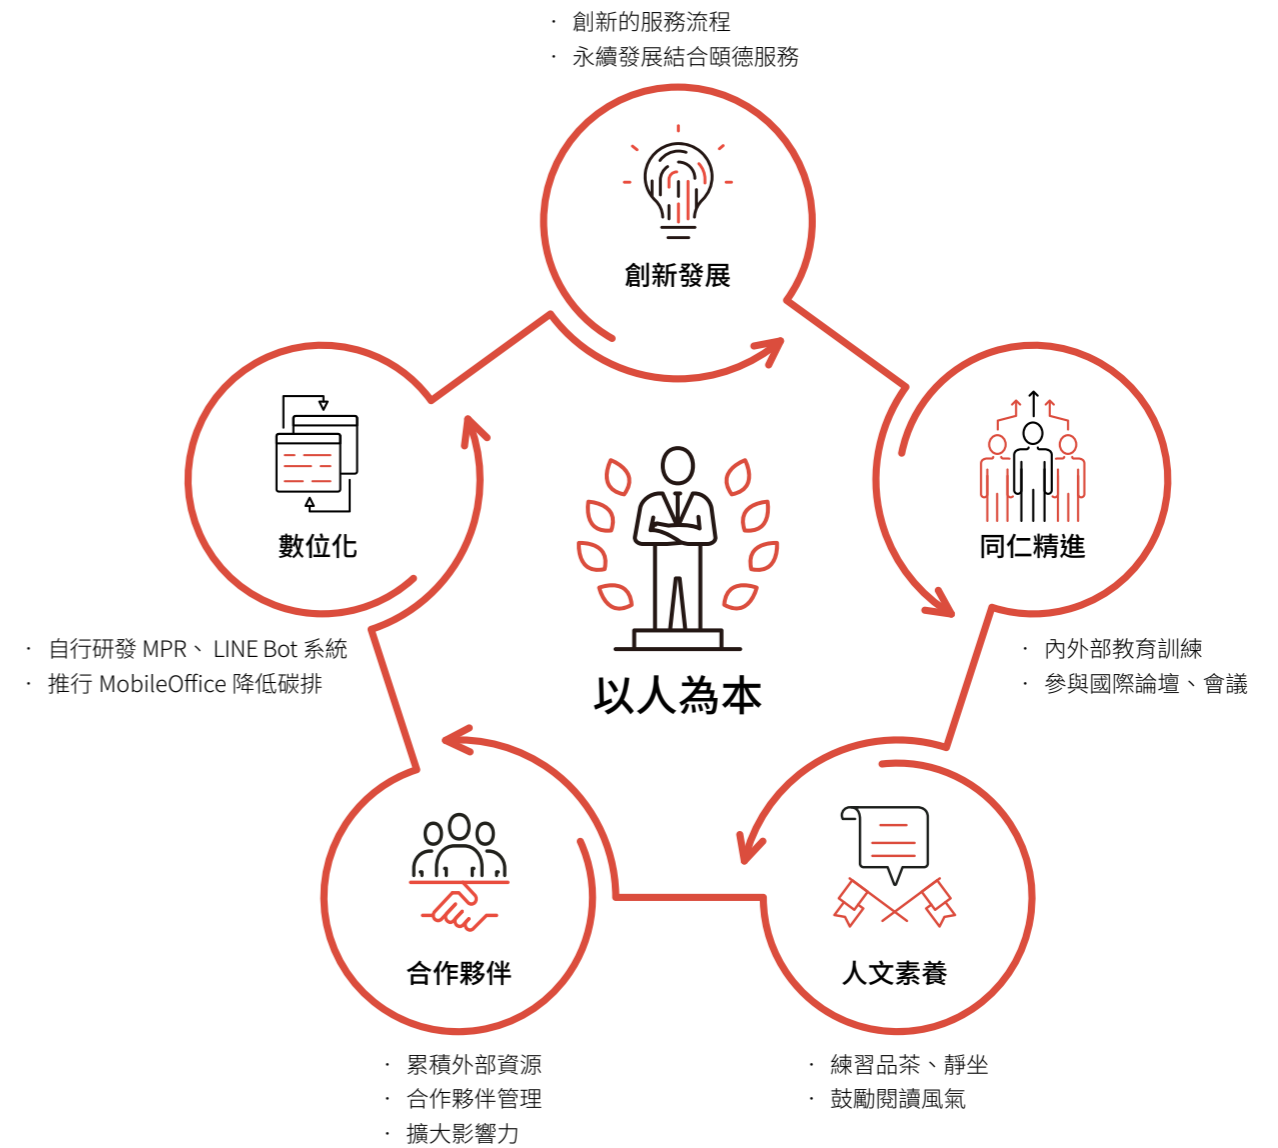 · 創新的服務流程
· 永續發展結合頤德服務
創新發展
數位化
同仁精進
· 自行研發 MPR、 LINE Bot 系統
· 推行 MobileOffice 降低碳排
· 內外部教育訓練
· 參與國際論壇、會議
以人為本
合作夥伴
人文素養
· 累積外部資源
· 合作夥伴管理
· 擴大影響力
· 練習品茶、靜坐
· 鼓勵閱讀風氣